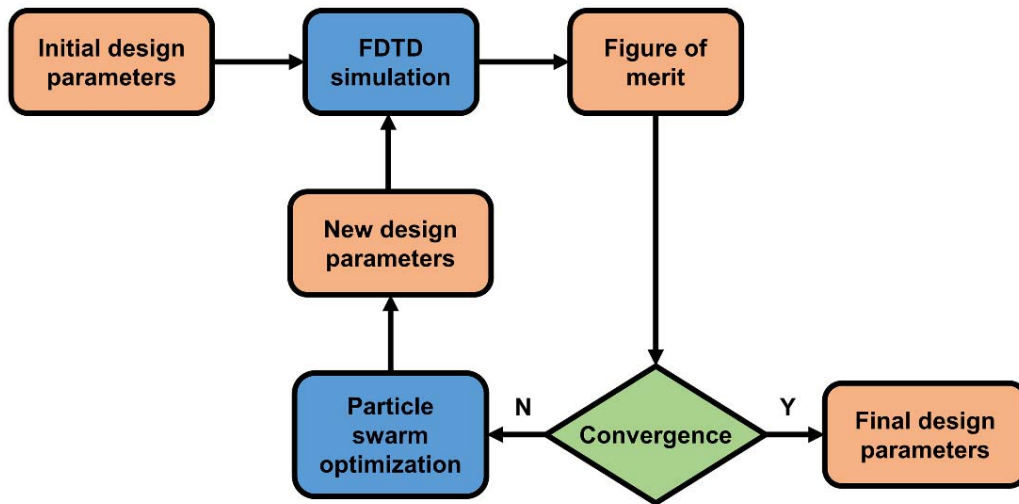 Initial design
parameters
FDTD
simulation
Figure of
merit
New design
parameters
Particle
swarm
optimization
N
Convergence
Y
Final design
parameters